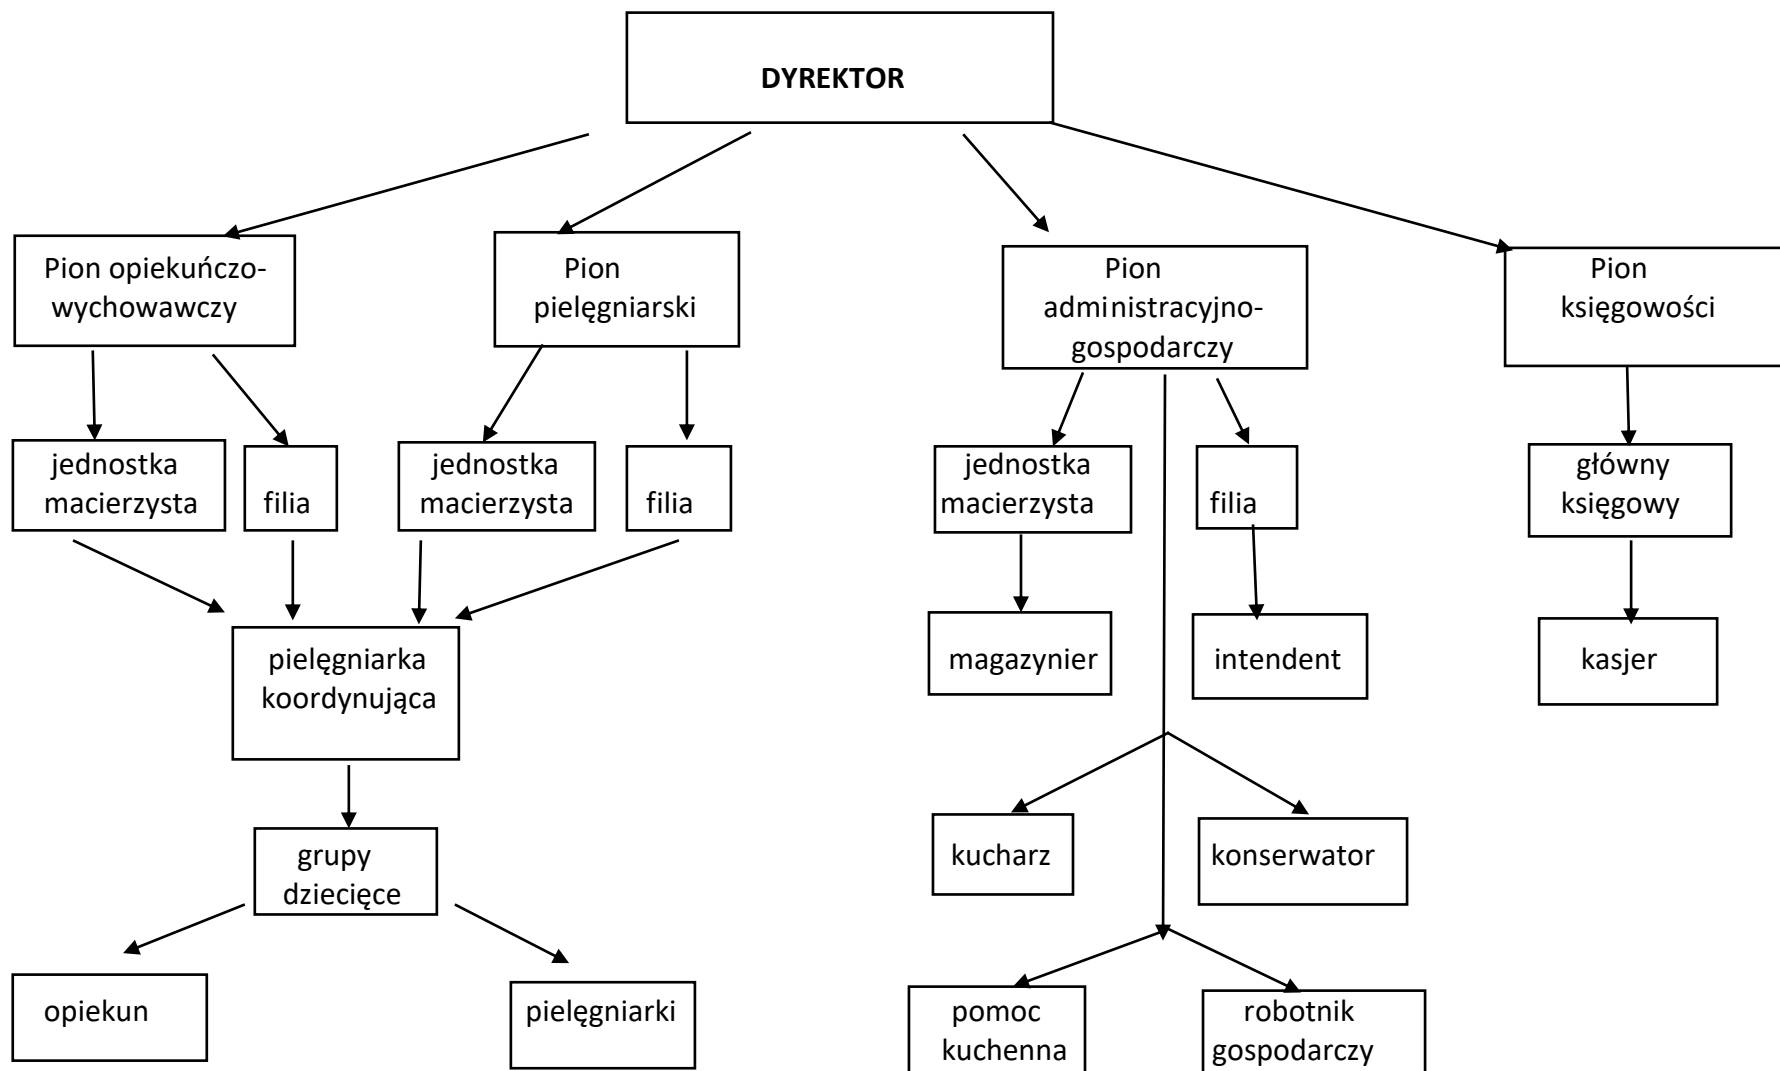 DYREKTOR
Pion opiekuńczo-
wychowawczy
Pion
pielęgniarski
Pion
administracyjno-
gospodarczy
Pion
księgowości
jednostka
macierzysta
filia
jednostka
macierzysta
filia
jednostka
macierzysta
filia
główny
księgowy
pielęgniarka
koordynująca
magazynier
intendent
kasjer
grupy
dziecięce
kucharz
konserwator
opiekun
pielęgniarki
pomoc
kuchenna
robotnik
gospodarczy